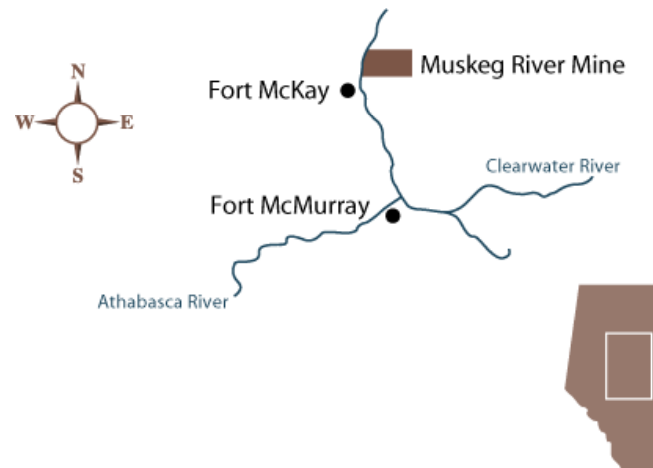 N
W E
S
Muskeg River Mine
Fort McKay
Clearwater River
Fort McMurray
Athabasca River